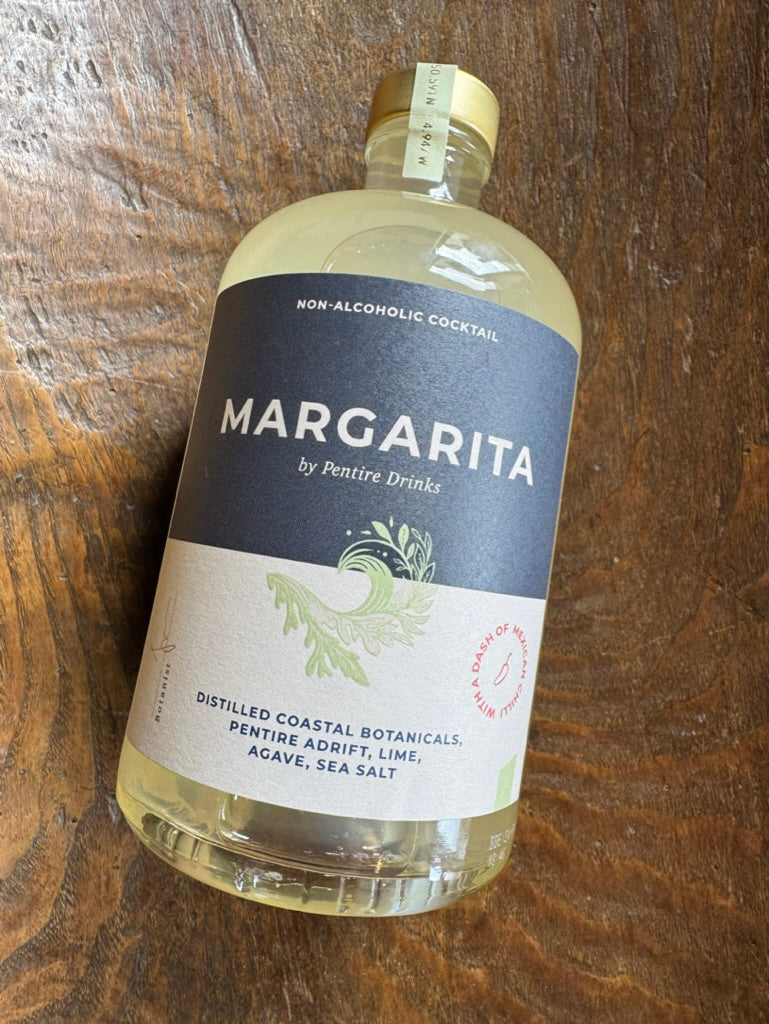 NON-ALCOHOLIC COCKTAIL
MARGARITA
by Pentire Drinks
WITH A DASH OF MEXICAN CHILLI
Botanist
DISTILLED COASTAL BOTANICALS,
PENTIRE ADRIFT, LIME,
AGAVE, SEA SALT